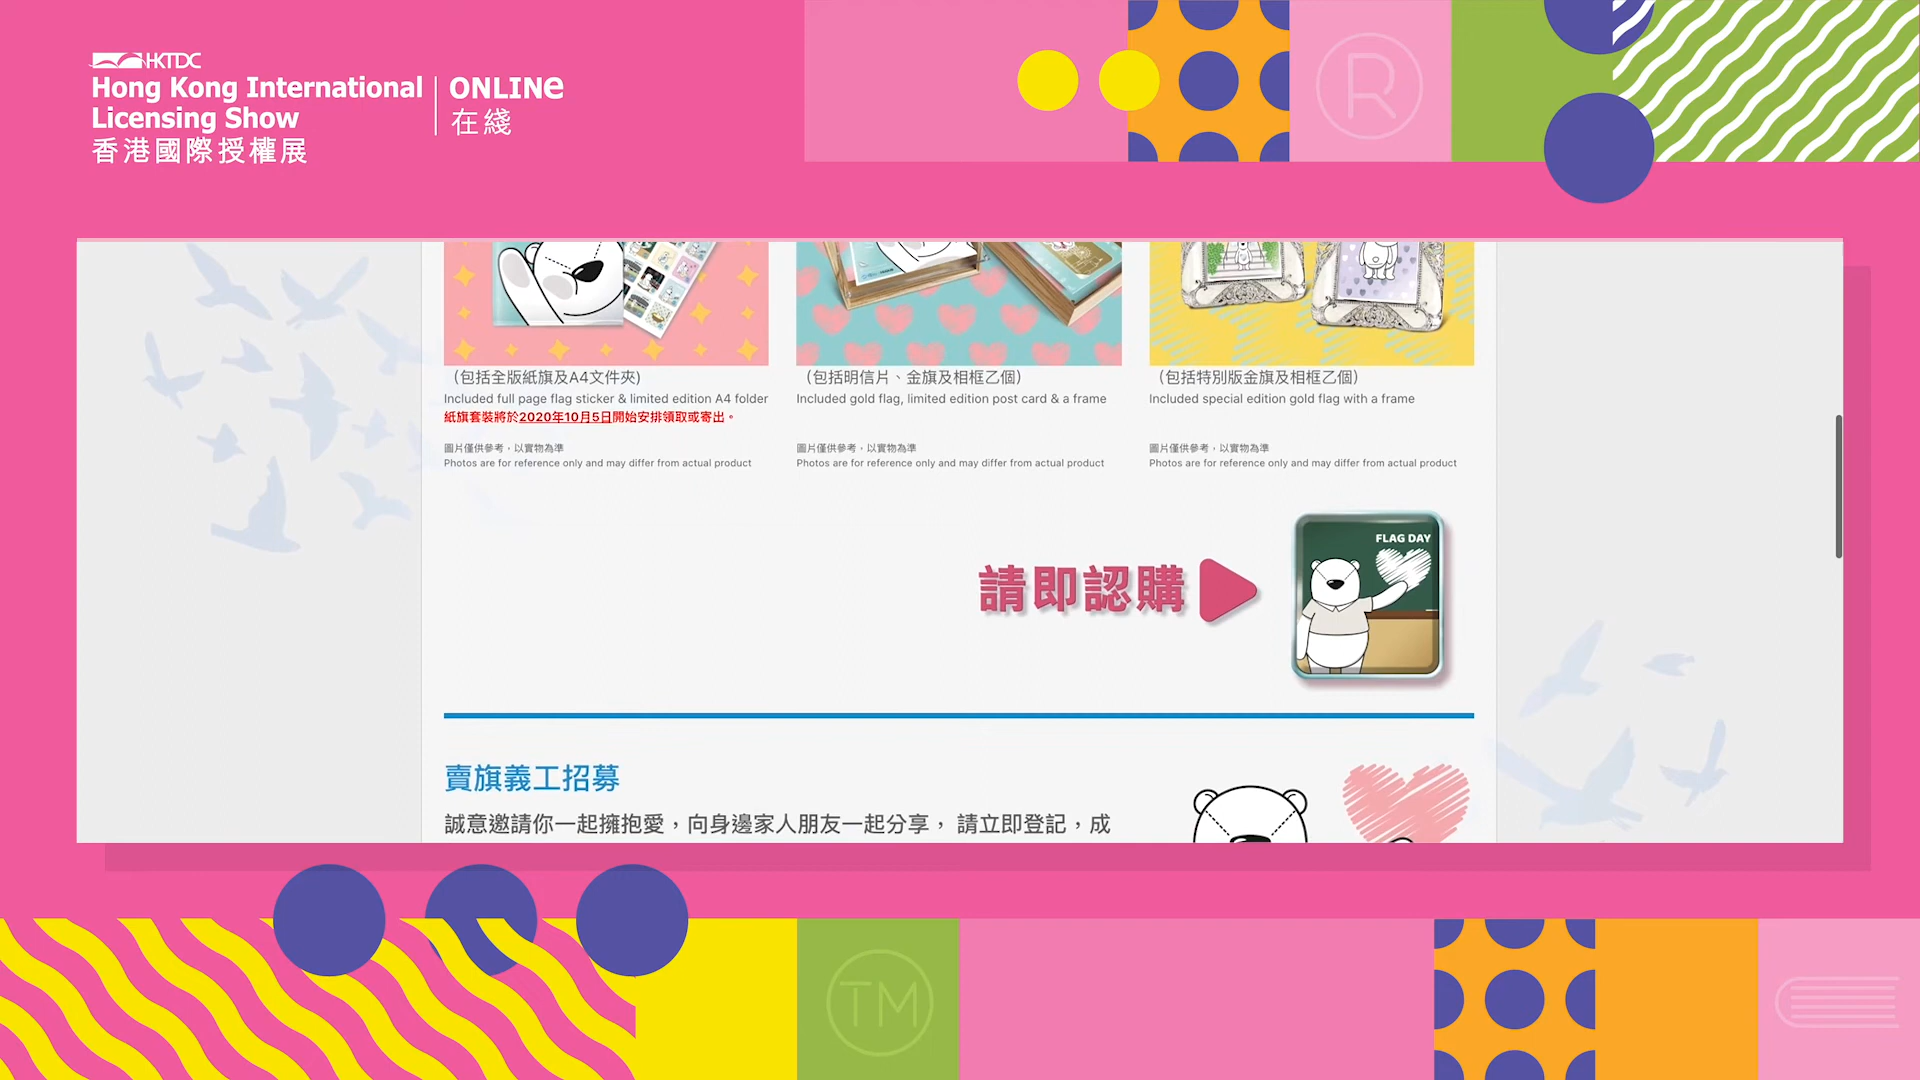 HKTDC
Hong Kong International
Licensing Show
香港國際授權展
ONLINe
在綫
R
（包括全版紙旗及A4文件夾)
Included full page flag sticker & limited edition A4 folder
紙旗套裝將於2020年10月5日開始安排領取或寄出。
圖片僅供參考，以實物為準
Photos are for reference only and may differ from actual product
（包括明信片、金旗及相框乙個）
Included gold flag, limited edition post card & a frame
圖片僅供參考，以實物為準
Photos are for reference only and may differ from actual product
（包括特別版金旗及相框乙個）
Included special edition gold flag with a frame
圖片僅供參考，以實物為準
Photos are for reference only and may differ from actual product
請即認購
FLAG DAY
賣旗義工招募
誠意邀請你一起擁抱愛，向身邊家人朋友一起分享， 請立即登記，成
TM